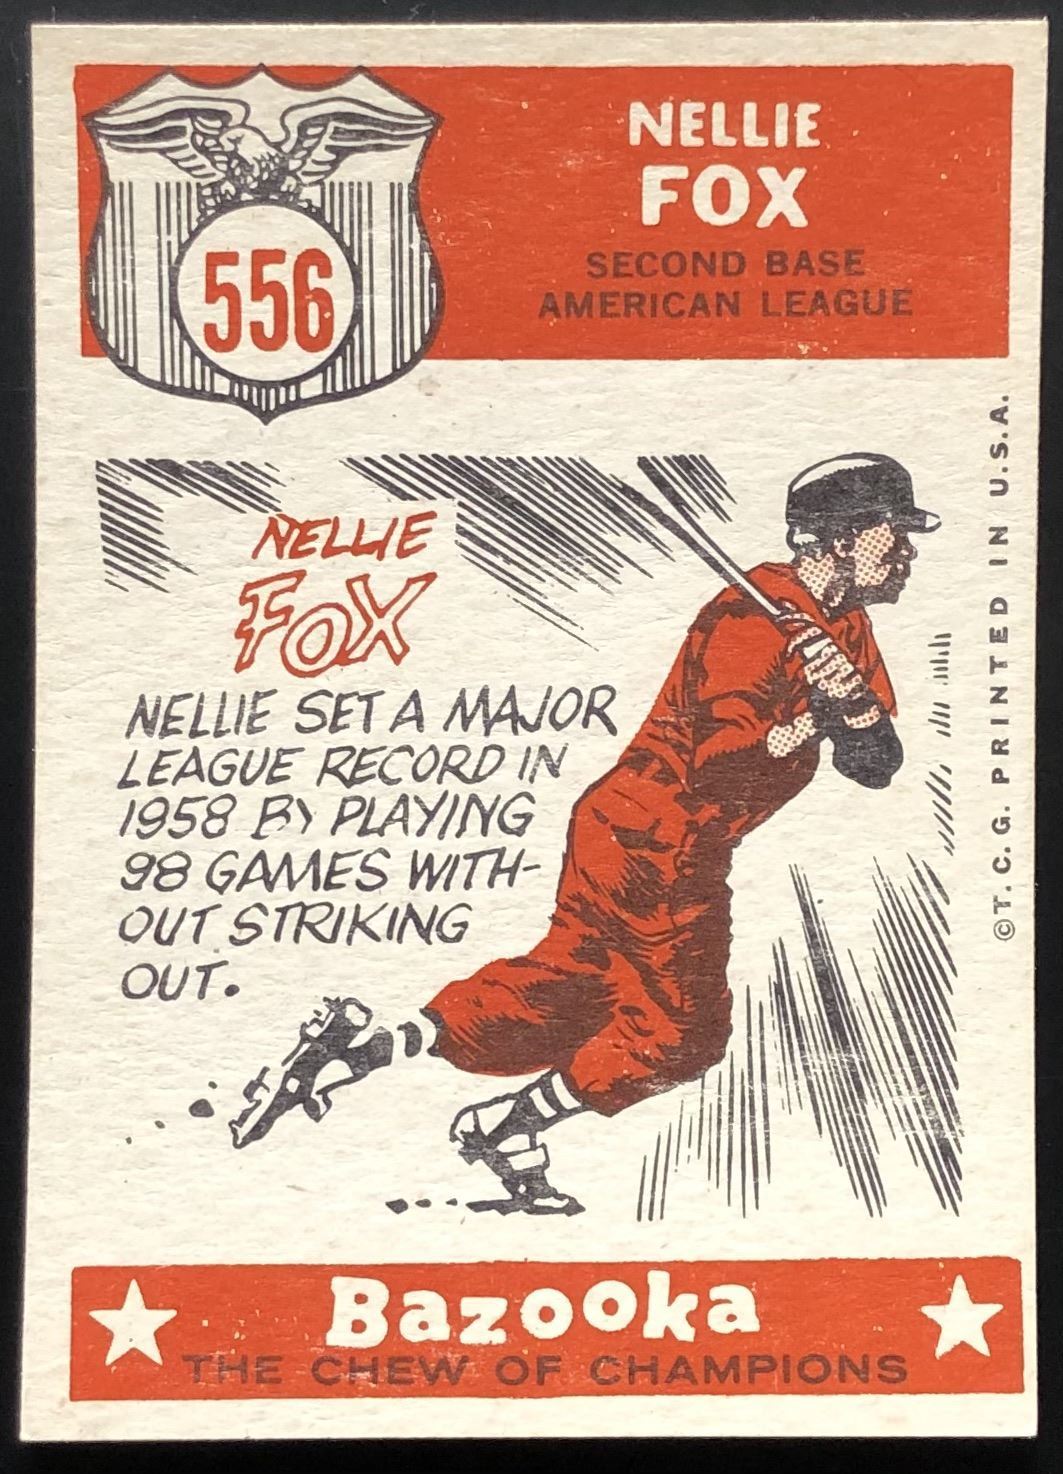 556
NELLIE
FOX
SECOND BASE
AMERICAN LEAGUE
NELLIE
FOX
NELLIE SET A MAJOR
LEAGUE RECORD IN
1958 BY PLAYING
98 GAMES WITH-
OUT STRIKING
OUT.
©T. C. G. PRINTED IN U.S.A.
Bazooka
THE CHEW OF CHAMPIONS